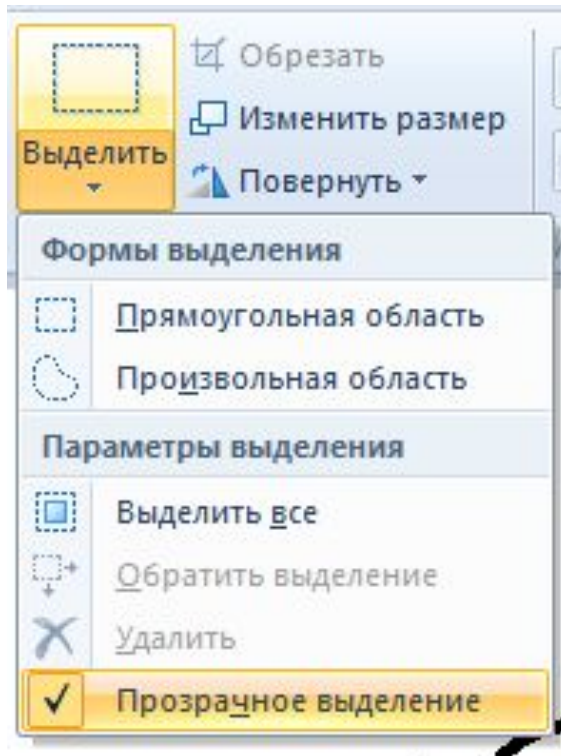 Обрезать
Изменить размер
Выделить
Повернуть
Формы выделения
Прямоугольная область
Произвольная область
Параметры выделения
Выделить все
Обратить выделение
Удалить
Прозрачное выделение